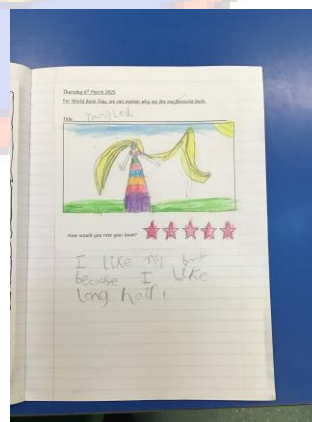 Thursday 6th March 2025
For World Book Day, we can explain why we like my favourite book.
Title: Tangled
How would you rate your book?
I like my book
because I like
long hair!